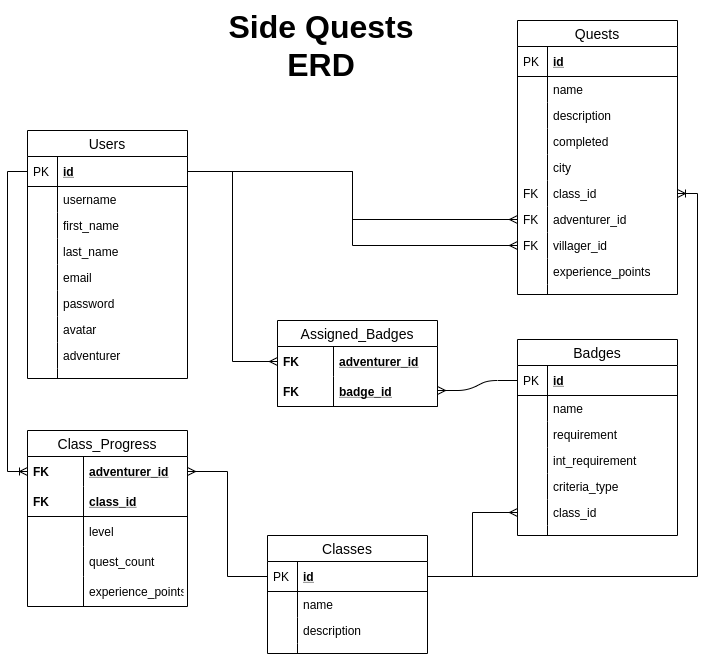 Side Quests
ERD
Quests
PK id
name
description
completed
city
FK class_id
FK adventurer_id
FK villager_id
experience_points
Users
PK id
username
first_name
last_name
email
password
avatar
adventurer
Assigned_Badges
FK adventurer_id
FK badge_id
Badges
PK id
name
requirement
int_requirement
criteria_type
class_id
Class_Progress
FK adventurer_id
FK class_id
level
quest_count
experience_points
Classes
PK id
name
description